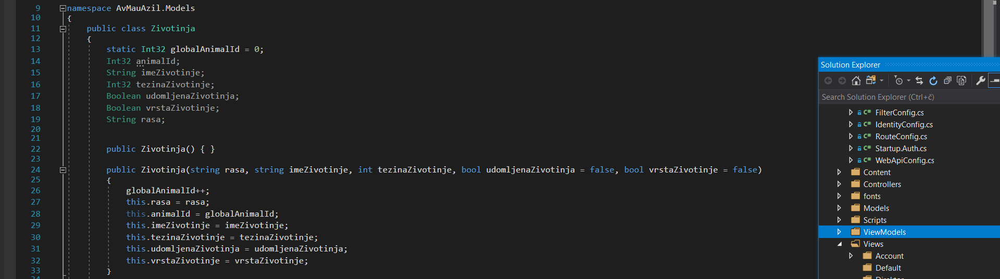 9 namespace AvMauAzil.Models
10 {
11 public class Zivotinja
12 {
13 static Int32 globalAnimalId = 0;
14 Int32 animalId;
15 String imeZivotinje;
16 Int32 tezinaZivotinje;
17 Boolean udomljenaZivotinja;
18 Boolean vrstaZivotinje;
19 String rasa;
20
21
22 public Zivotinja() { }
23
24 public Zivotinja(string rasa, string imeZivotinje, int tezinaZivotinje, bool udomljenaZivotinja = false, bool vrstaZivotinje = false)
25 {
26 globalAnimalId++;
27 this.rasa = rasa;
28 this.animalId = globalAnimalId;
29 this.imeZivotinje = imeZivotinje;
30 this.tezinaZivotinje = tezinaZivotinje;
31 this.udomljenaZivotinja = udomljenaZivotinja;
32 this.vrstaZivotinje = vrstaZivotinje;
33 }
Solution Explorer
Search Solution Explorer (Ctrl+č)
C# FilterConfig.cs
C# IdentityConfig.cs
C# RouteConfig.cs
C# Startup.Auth.cs
C# WebApiConfig.cs
Content
Controllers
fonts
Models
Scripts
ViewModels
Views
Account
Default